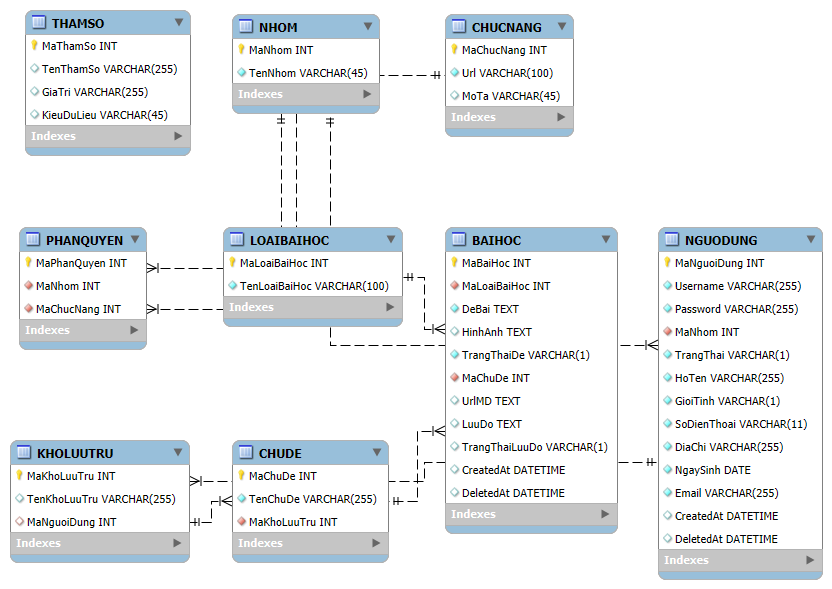 THAMSO
MaThamSo INT
TenThamSo VARCHAR(255)
GiaTri VARCHAR(255)
KieuDuLieu VARCHAR(45)
Indexes
NHOM
MaNhom INT
TenNhom VARCHAR(45)
Indexes
CHUCNANG
MaChucNang INT
Url VARCHAR(100)
MoTa VARCHAR(45)
Indexes
PHANQUYEN
MaPhanQuyen INT
MaNhom INT
MaChucNang INT
Indexes
LOAIBAIHOC
MaLoaiBaiHoc INT
TenLoaiBaiHoc VARCHAR(100)
Indexes
BAIHOC
MaBaiHoc INT
MaLoaiBaiHoc INT
DeBai TEXT
HinhAnh TEXT
TrangThaiDe VARCHAR(1)
MaChuDe INT
UrlMD TEXT
LuuDo TEXT
TrangThaiLuuDo VARCHAR(1)
CreatedAt DATETIME
DeletedAt DATETIME
Indexes
NGUODUNG
MaNguoiDung INT
Username VARCHAR(255)
Password VARCHAR(255)
MaNhom INT
TrangThai VARCHAR(1)
HoTen VARCHAR(255)
GioiTinh VARCHAR(1)
SoDienThoai VARCHAR(11)
DiaChi VARCHAR(255)
NgaySinh DATE
Email VARCHAR(255)
CreatedAt DATETIME
DeletedAt DATETIME
Indexes
KHOLUUTRU
MaKhoLuuTru INT
TenKhoLuuTru VARCHAR(255)
MaNguoiDung INT
Indexes
CHUDE
MaChuDe INT
TenChuDe VARCHAR(255)
MaKhoLuuTru INT
Indexes